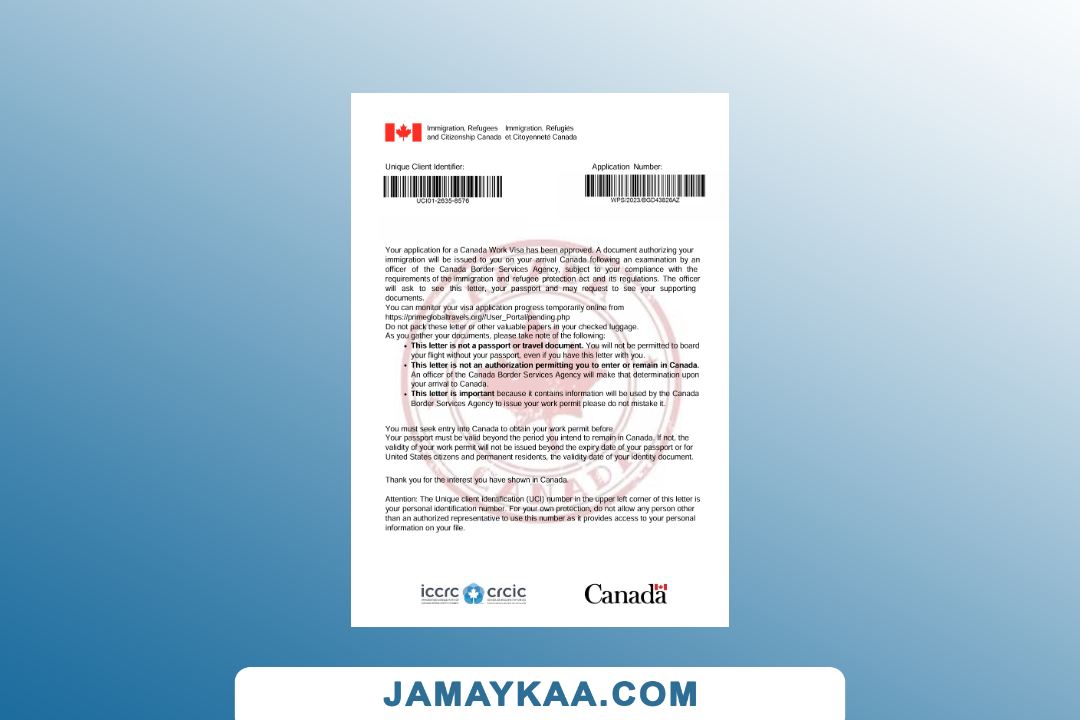 Immigration, Refugees   Immigration, Réfugiés
and Citizenship Canada  et Citoyenneté Canada
Unique Client Identifier:
Application Number:
UCI01-2635-8576
WPS/2023/BGD43826AZ
Your application for a Canada Work Visa has been approved. A document authorizing your
immigration will be issued to you on your arrival Canada following an examination by an
officer of the Canada Border Services Agency, subject to your compliance with the
requirements of the immigration and refugee protection act and its regulations. The officer
will ask to see this letter, your passport and may request to see your supporting
documents.
You can monitor your visa application progress temporarily online from
https://primeglobaltravels.org//User_Portal/pending.php
Do not pack these letter or other valuable papers in your checked luggage.
As you gather your documents, please take note of the following:
• This letter is not a passport or travel document. You will not be permitted to board
your flight without your passport, even if you have this letter with you.
• This letter is not an authorization permitting you to enter or remain in Canada.
An officer of the Canada Border Services Agency will make that determination upon
your arrival to Canada.
• This letter is important because it contains information will be used by the Canada
Border Services Agency to issue your work permit please do not mistake it.
You must seek entry into Canada to obtain your work permit before
Your passport must be valid beyond the period you intend to remain in Canada. If not, the
validity of your work permit will not be issued beyond the expiry date of your passport or for
United States citizens and permanent residents, the validity date of your identity document.
Thank you for the interest you have shown in Canada.
Attention: The Unique client identification (UCI) number in the upper left corner of this letter is
your personal identification number. For your own protection, do not allow any person other
than an authorized representative to use this number as it provides access to your personal
information on your file.
CANADA
iccrc crcic
Canada
JAMAYKAA.COM